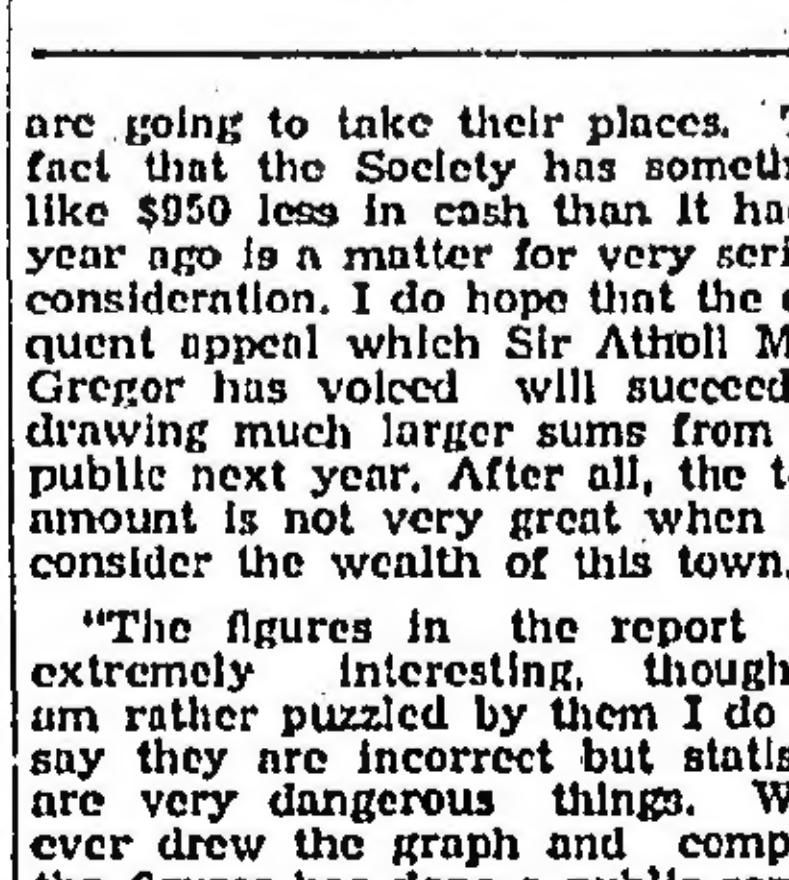 are going to take their places.
fact that the Society has someth
like $950 less in cash than it ha
year ago is a matter for very seri
consideration. I do hope that the
quent appeal which Sir Atholl M
Gregor has voiced will succeed
drawing much larger sums from
public next year. After all, the t
amount is not very great when
consider the wealth of this town.
"The figures in the report
extremely interesting, though
am rather puzzled by them I do
say they are incorrect but statis
are very dangerous things. W
ever drew the graph and comp